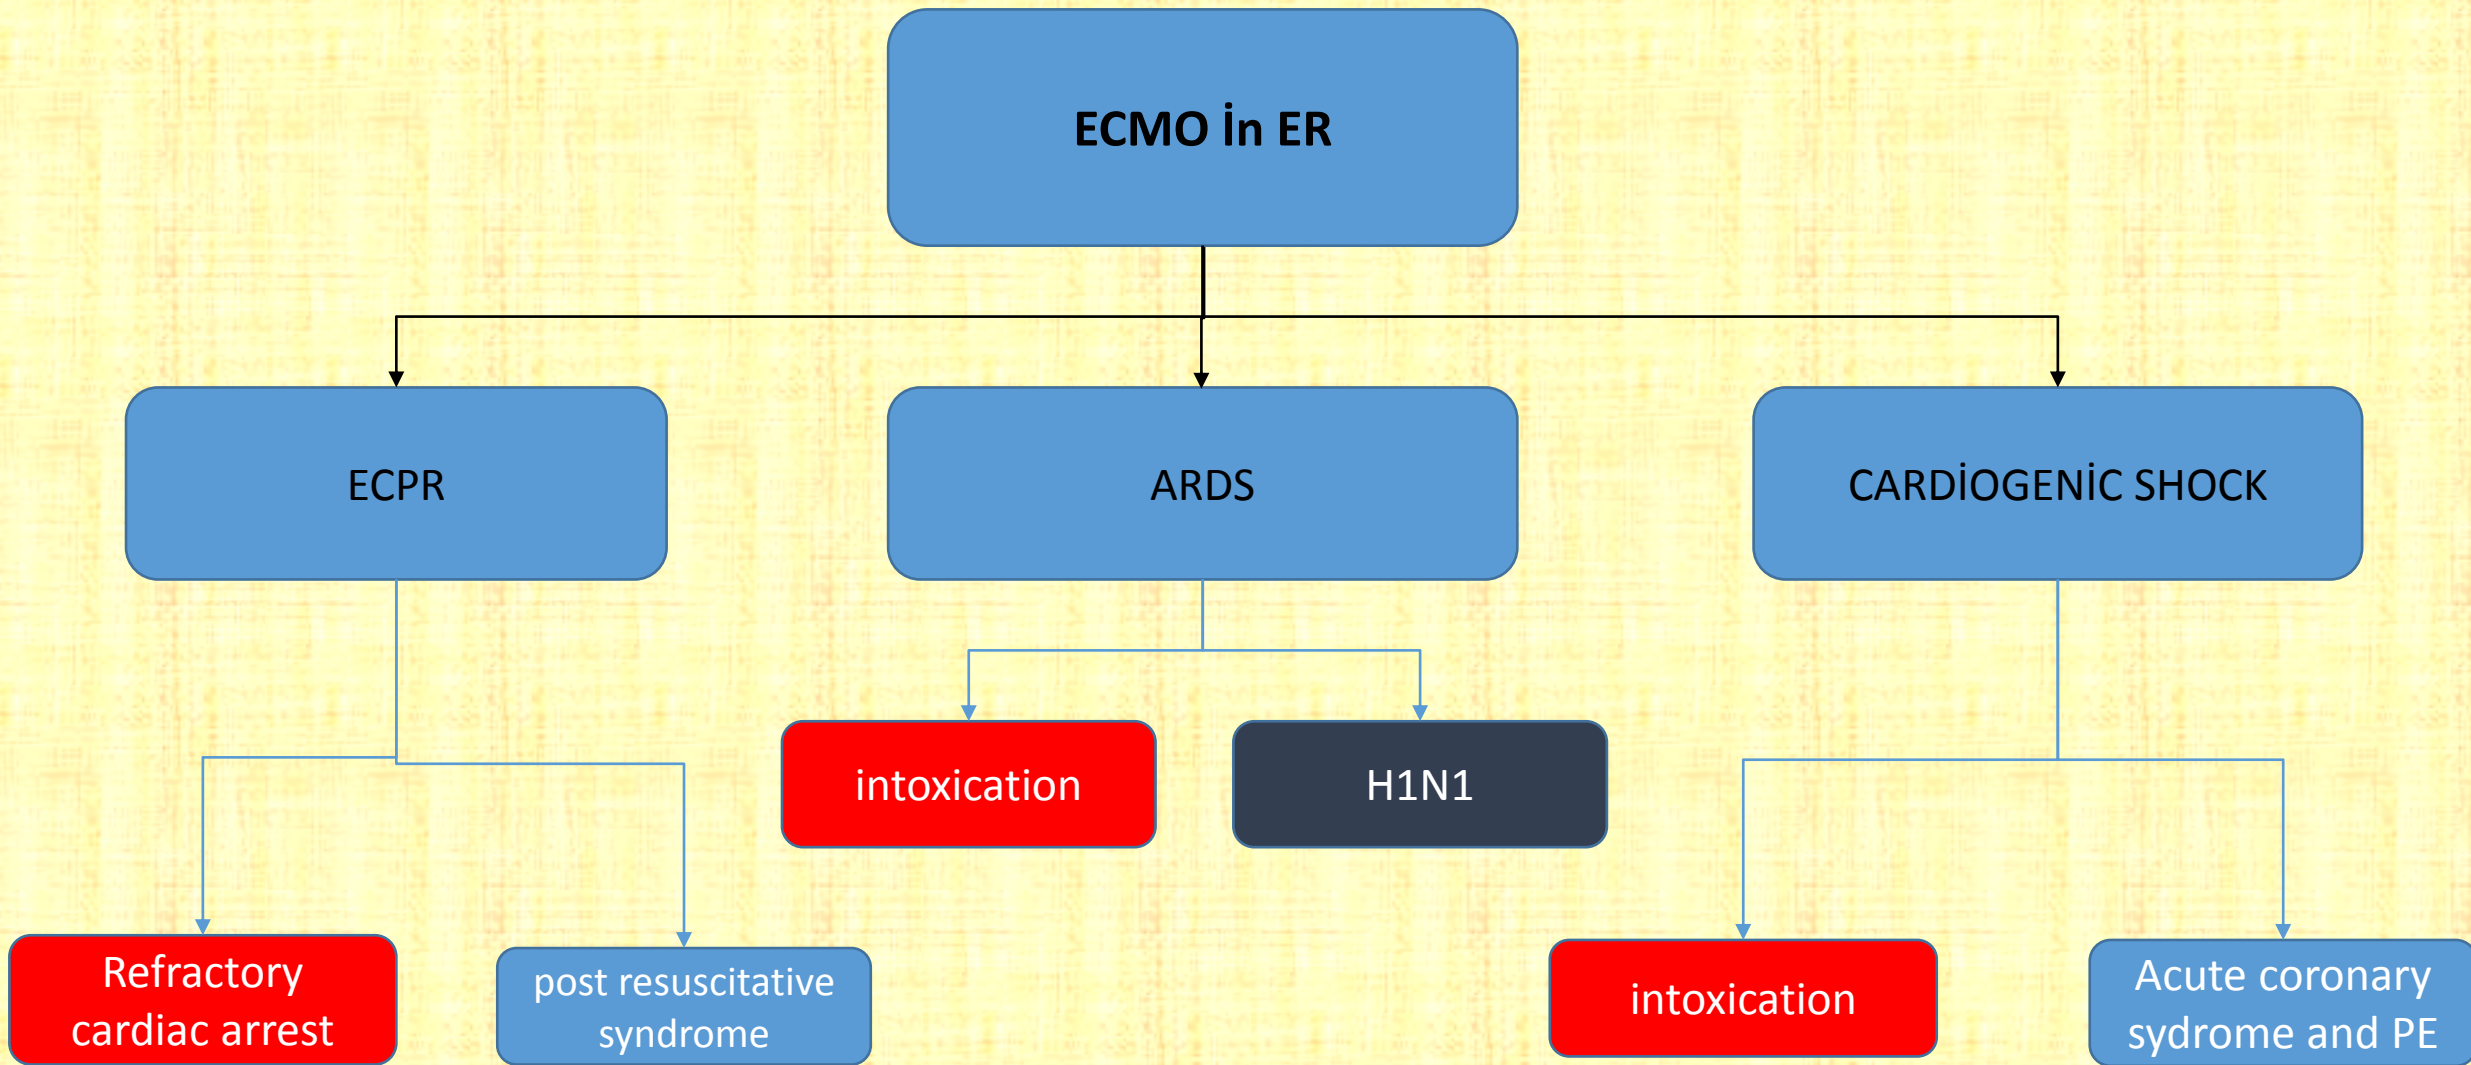 ECMO İn ER
ECPR
ARDS
CARDİOGENİC SHOCK
intoxication
H1N1
Refractory
cardiac arrest
post resuscitative
syndrome
intoxication
Acute coronary
sydrome and PE